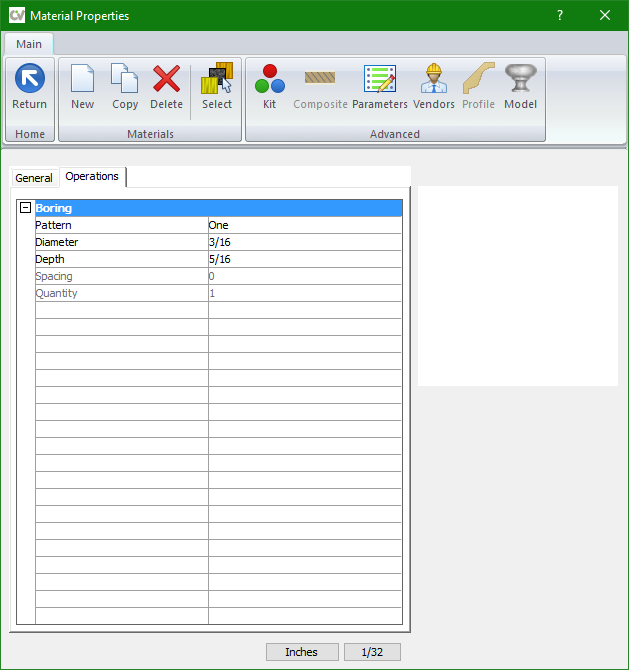 CV Material Properties ?
Main
Return New Copy Delete Select Kit Composite Parameters Vendors Profile Model
Home Materials Advanced
General Operations
Boring
Pattern One
Diameter 3/16
Depth 5/16
Spacing 0
Quantity 1
Inches 1/32